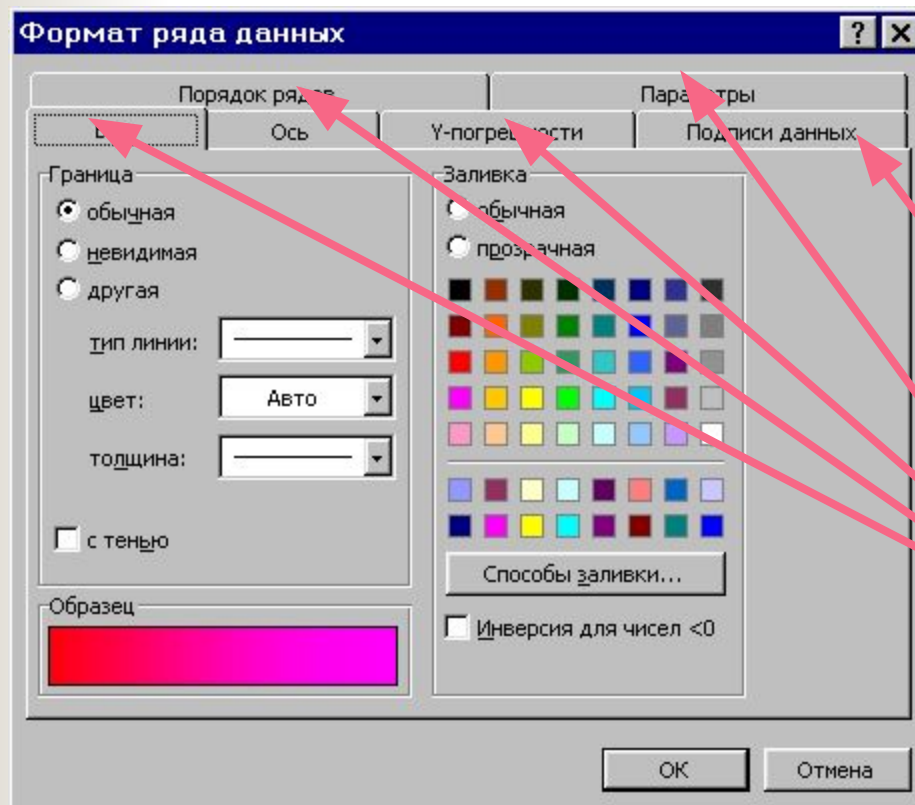 Формат ряда данных
Порядок рядов
Параметры
Ось
Y-погрешности
Подписи данных
Граница
обычная
невидимая
другая
тип линии:
цвет:
Авто
толщина:
с тенью
Образец
Заливка
обычная
прозрачная
Способы заливки...
Инверсия для чисел <0
ОК
Отмена